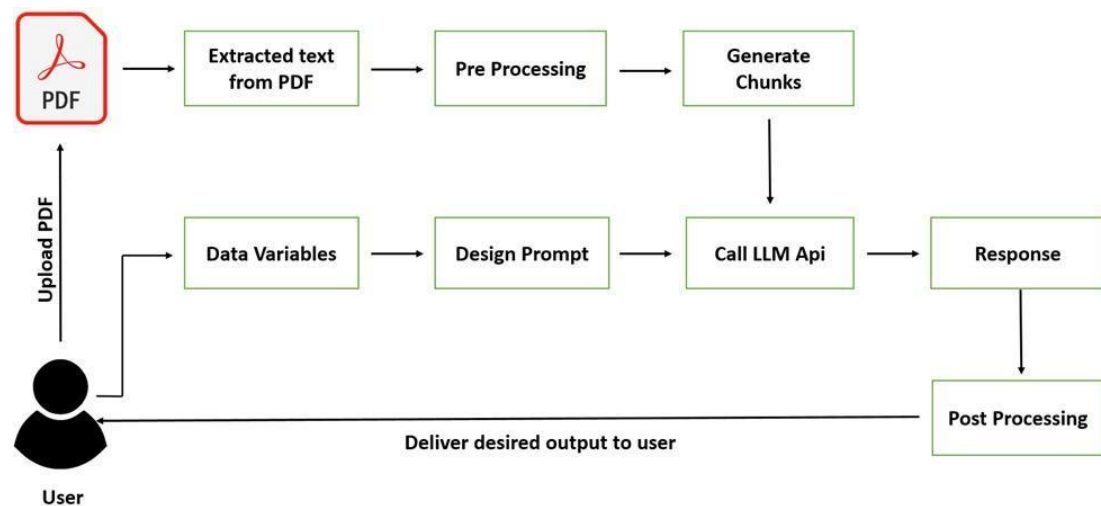 PDF
Extracted text
from PDF
Pre Processing
Generate
Chunks
Upload PDF
Data Variables
Design Prompt
Call LLM Api
Response
Post Processing
Deliver desired output to user
User